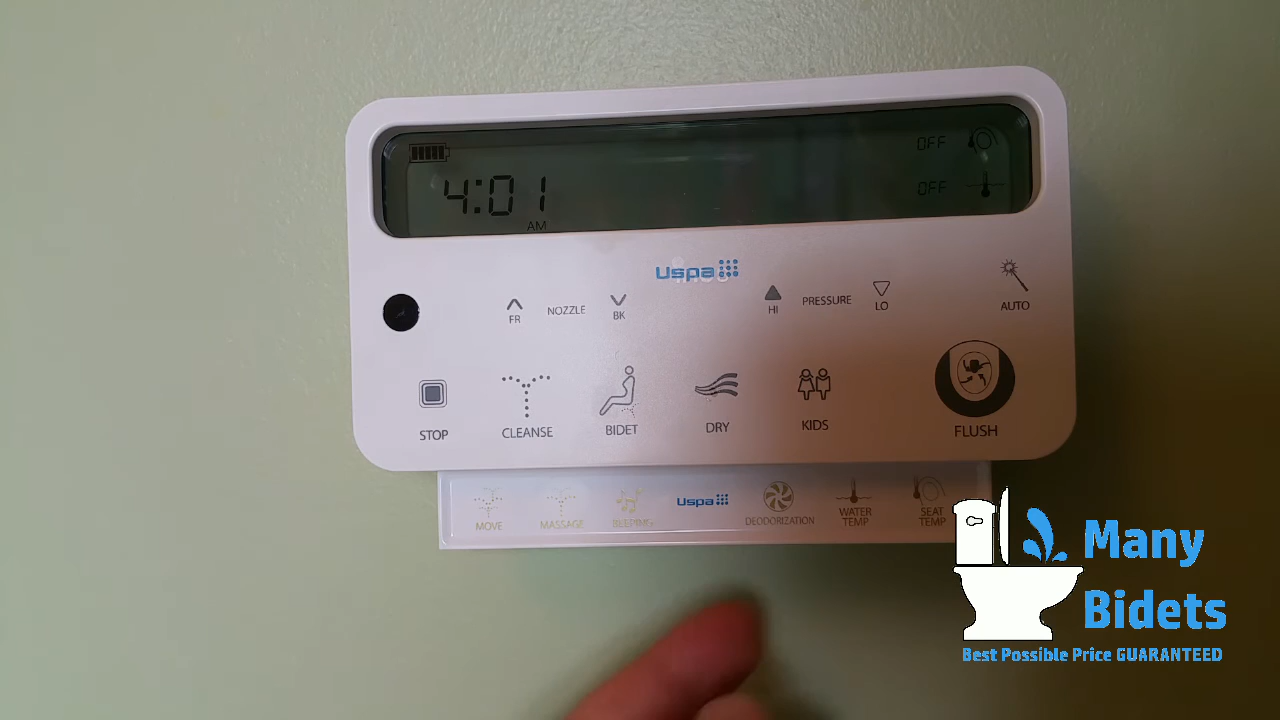 OFF
4:01
OFF
AM
Uspa
FR
NOZZLE
BK
HI
PRESSURE
LO
AUTO
STOP
CLEANSE
BIDET
DRY
KIDS
FLUSH
MOVE
MASSAGE
BEEPING
Uspa
DEODORIZATION
WATER
TEMP
SEAT
TEMP
Many
Bidets
Best Possible Price GUARANTEED